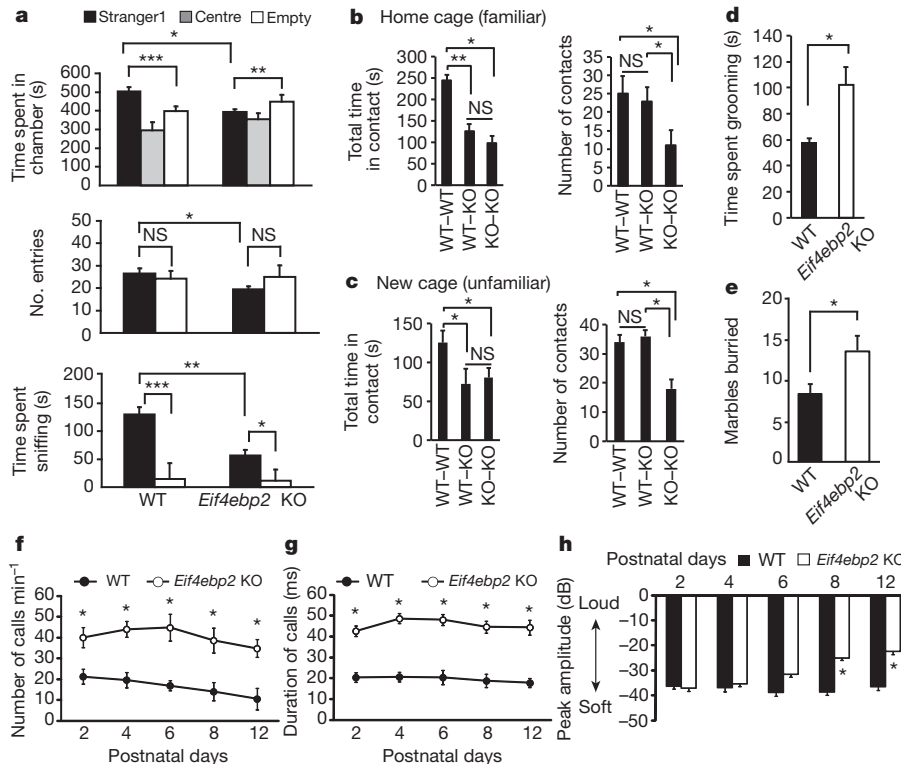 a
Stranger1 Centre Empty
Time spent in chamber (s)
600
500
400
300
200
100
0
*
***
**
No. entries
50
40
30
20
10
0
*
NS
NS
Time spent sniffing (s)
150
100
50
0
**
***
*
WT Eif4ebp2 KO
b Home cage (familiar)
Total time in contact (s)
300
250
200
150
100
50
0
*
**
NS
WT–WT
WT–KO
KO–KO
Number of contacts
35
30
25
20
15
10
5
0
*
NS
*
WT–WT
WT–KO
KO–KO
c New cage (unfamiliar)
Total time in contact (s)
150
100
50
0
*
*
NS
WT–WT
WT–KO
KO–KO
Number of contacts
40
30
20
10
0
*
NS
*
WT–WT
WT–KO
KO–KO
d
Time spent grooming (s)
140
120
100
80
60
40
20
0
*
WT
Eif4ebp2 KO
e
Marbles burried
20
15
10
5
0
*
WT
Eif4ebp2 KO
f
WT Eif4ebp2 KO
Number of calls min–1
60
50
40
30
20
10
0
* * * * *
2 4 6 8 12
Postnatal days
g
WT Eif4ebp2 KO
Duration of calls (ms)
60
50
40
30
20
10
0
* * * * *
2 4 6 8 12
Postnatal days
h
Postnatal days WT Eif4ebp2 KO
2 4 6 8 12
Peak amplitude (dB)
0
–10
–20
–30
–40
–50
Loud
Soft
* *